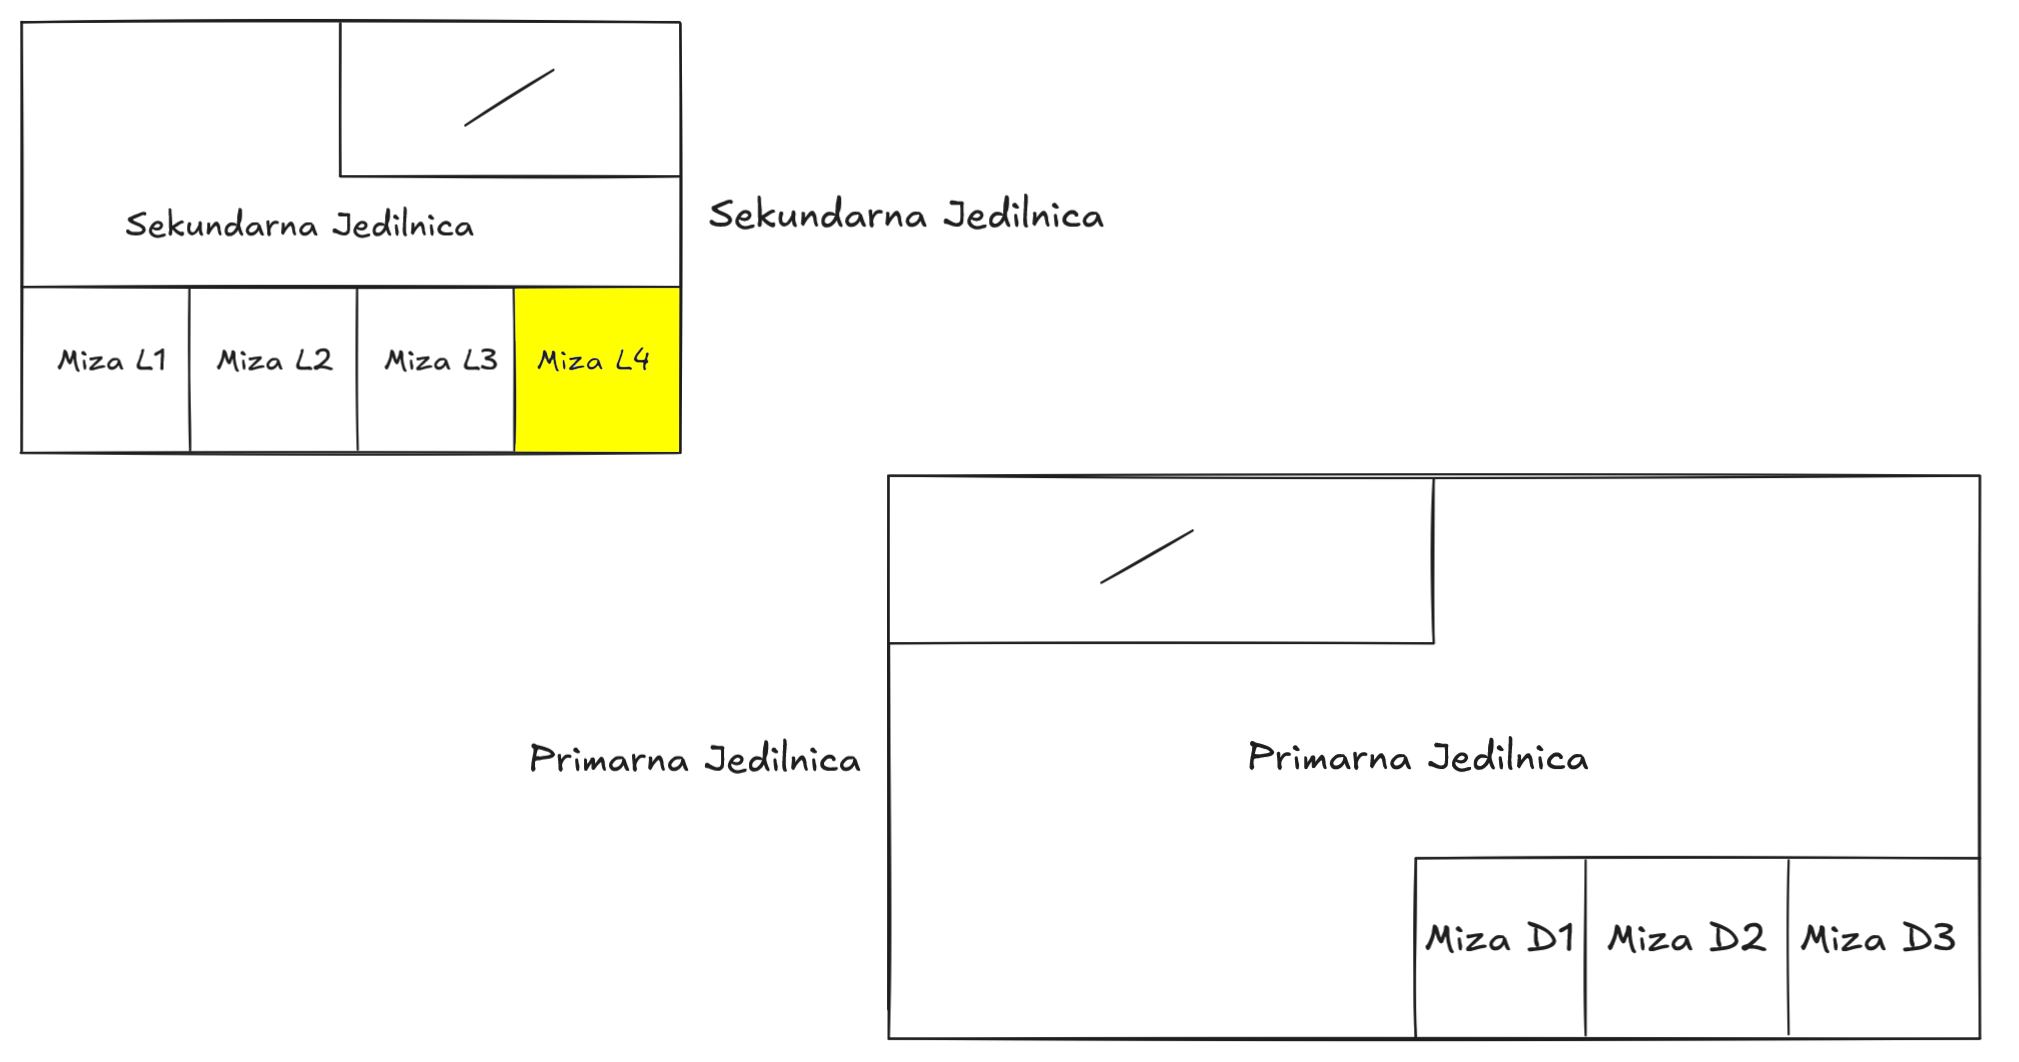 Sekundarna Jedilnica
Sekundarna Jedilnica
Miza L1
Miza L2
Miza L3
Miza L4
Primarna Jedilnica
Primarna Jedilnica
Miza D1
Miza D2
Miza D3